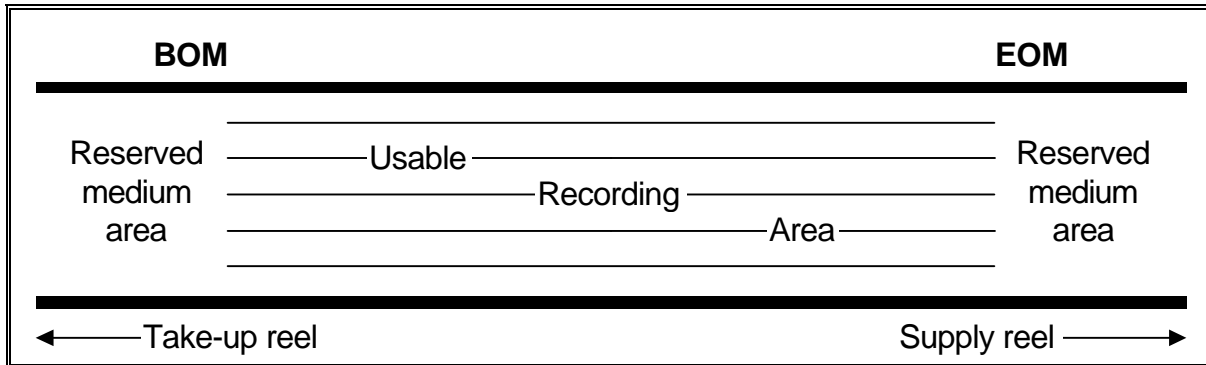 BOM EOM
Reserved medium area
Usable
Recording
Area
Reserved medium area
Take-up reel Supply reel